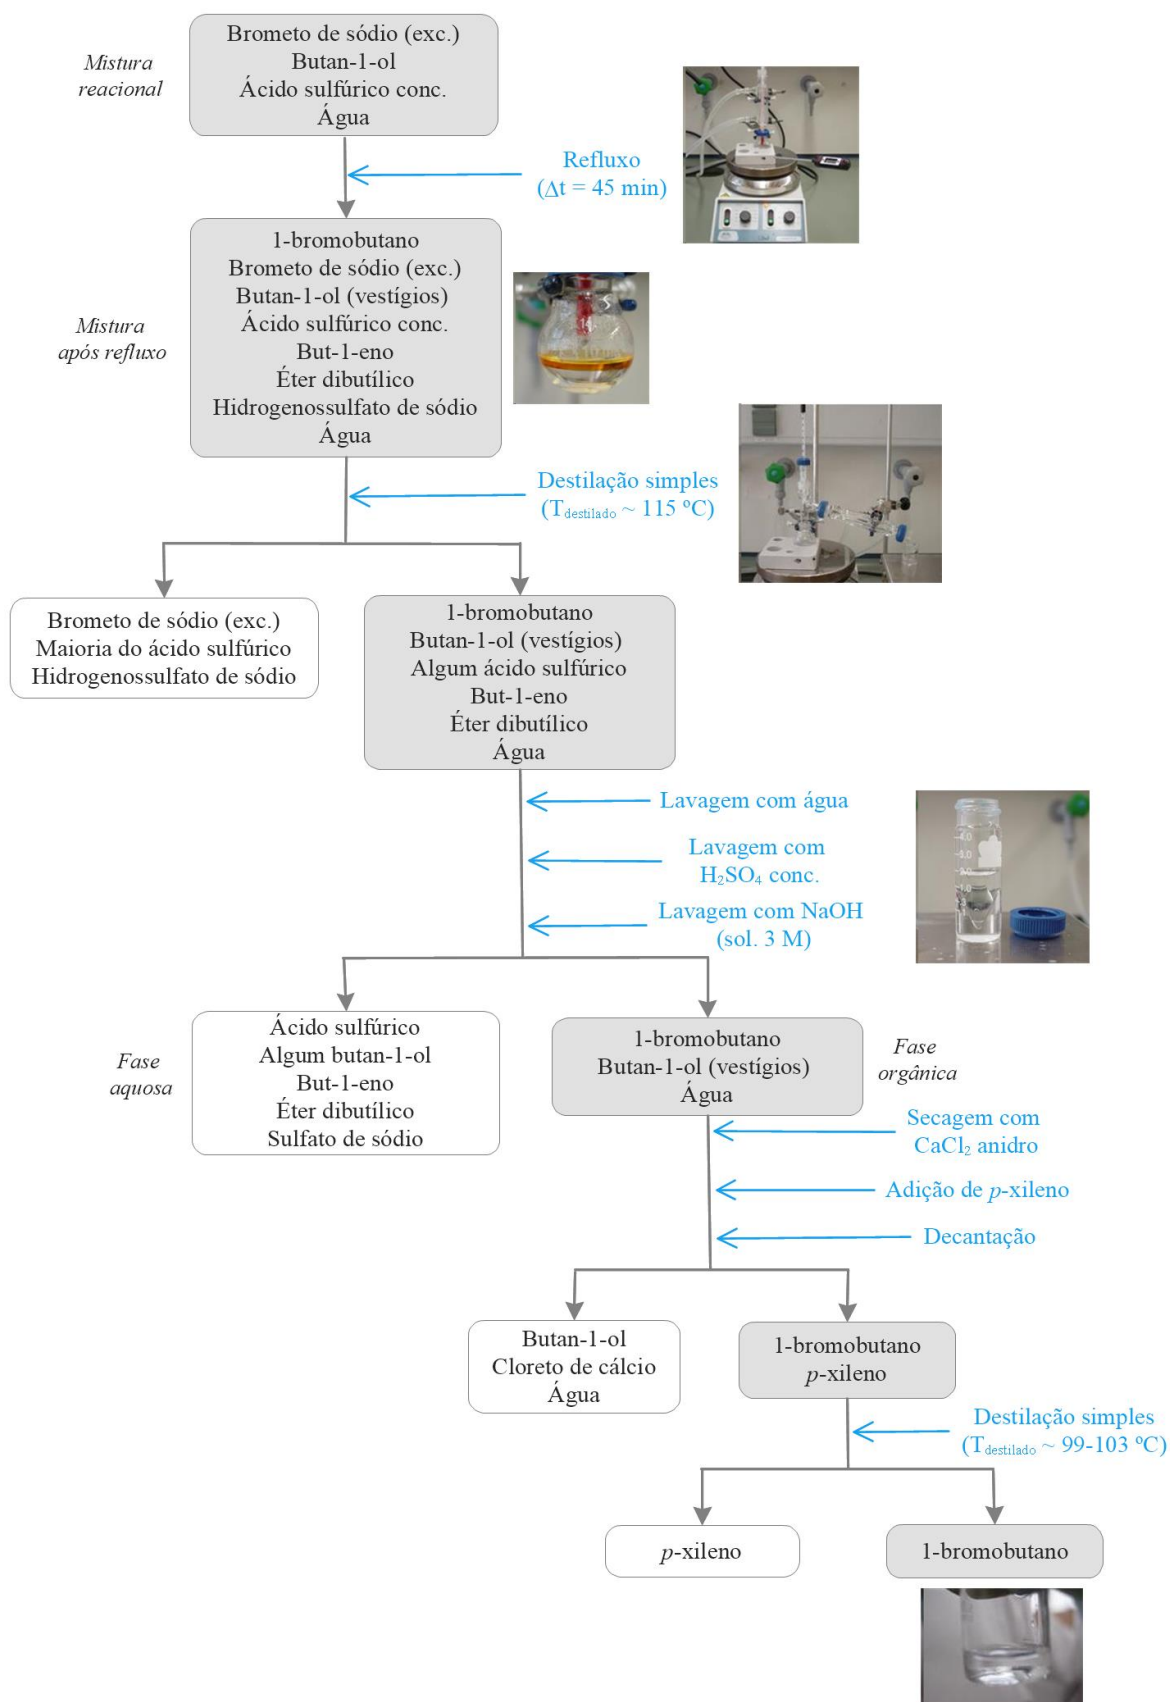 Mistura
reacional
Brometo de sódio (exc.)
Butan-1-ol
Ácido sulfúrico conc.
Água
Refluxo
(Δt = 45 min)
Mistura
após refluxo
1-bromobutano
Brometo de sódio (exc.)
Butan-1-ol (vestígios)
Ácido sulfúrico conc.
But-1-eno
Éter dibutílico
Hidrogenossulfato de sódio
Água
Destilação simples
(T destilado ~ 115 ºC)
Brometo de sódio (exc.)
Maioria do ácido sulfúrico
Hidrogenossulfato de sódio
1-bromobutano
Butan-1-ol (vestígios)
Algum ácido sulfúrico
But-1-eno
Éter dibutílico
Água
Lavagem com água
Lavagem com
H₂SO₄ conc.
Lavagem com NaOH
(sol. 3 M)
Fase
aquosa
Ácido sulfúrico
Algum butan-1-ol
But-1-eno
Éter dibutílico
Sulfato de sódio
1-bromobutano
Butan-1-ol (vestígios)
Água
Fase
orgânica
Secagem com
CaCl₂ anidro
Adição de p-xileno
Decantação
Butan-1-ol
Cloreto de cálcio
Água
1-bromobutano
p-xileno
Destilação simples
(T destilado ~ 99-103 ºC)
p-xileno
1-bromobutano